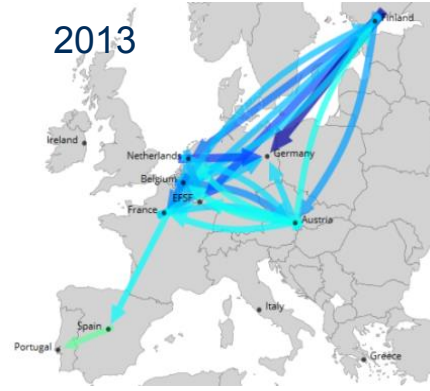 2013
Finland
Ireland
Netherlands
Germany
Belgium
EFSF
France
Austria
Italy
Spain
Portugal
Greece